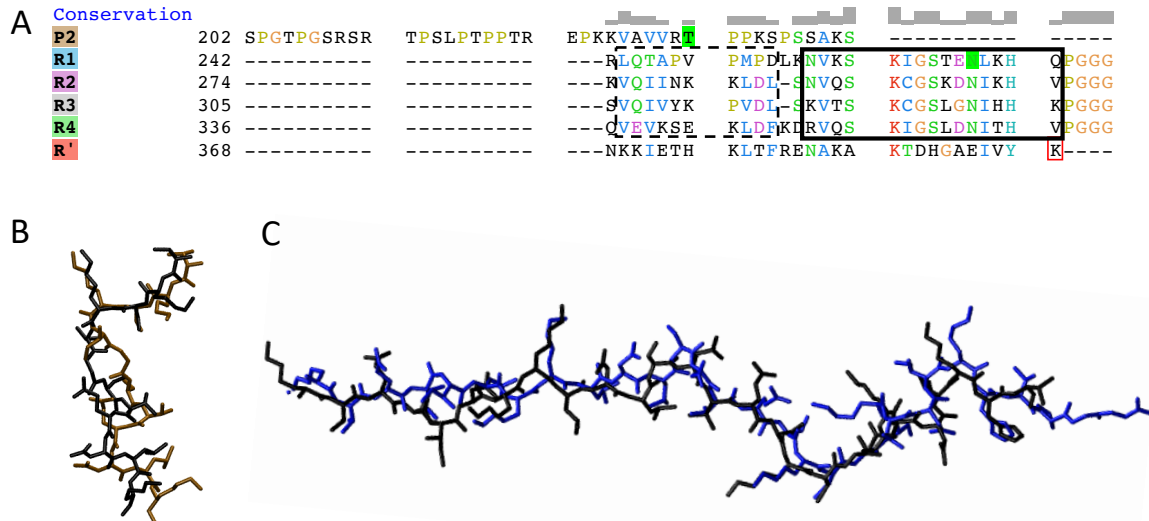 A
Conservation
P2 202 SPGTPGSRSR TPSLPTPPTR EPKKVAVVRT PPKSPSSAKS ---------- -----
R1 242 ---------- ---------- ---RLQTAPV PMPDLKNVKS KIGSTENLKH QPGGG
R2 274 ---------- ---------- ---KVQIINK KLDL-SNVQS KCGSKDNIKH VPGGG
R3 305 ---------- ---------- ---SVQIVYK PVDL-SKVTS KCGSLGNIHH KPGGG
R4 336 ---------- ---------- ---QVEVKSE KLDFKDRVQS KIGSLDNITH VPGGG
R' 368 ---------- ---------- ---NKKIETH KLTFRENAKA KTDHGAEIVY K----
B
C